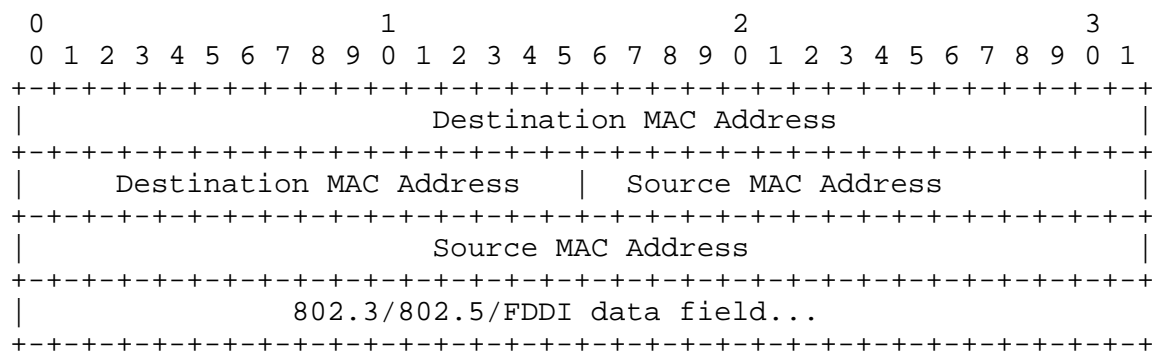 0                   1                   2                   3
 0 1 2 3 4 5 6 7 8 9 0 1 2 3 4 5 6 7 8 9 0 1 2 3 4 5 6 7 8 9 0 1
+-+-+-+-+-+-+-+-+-+-+-+-+-+-+-+-+-+-+-+-+-+-+-+-+-+-+-+-+-+-+-+-+
|                       Destination MAC Address                 |
+-+-+-+-+-+-+-+-+-+-+-+-+-+-+-+-+-+-+-+-+-+-+-+-+-+-+-+-+-+-+-+-+
|     Destination MAC Address   |  Source MAC Address           |
+-+-+-+-+-+-+-+-+-+-+-+-+-+-+-+-+-+-+-+-+-+-+-+-+-+-+-+-+-+-+-+-+
|                       Source MAC Address                      |
+-+-+-+-+-+-+-+-+-+-+-+-+-+-+-+-+-+-+-+-+-+-+-+-+-+-+-+-+-+-+-+-+
|               802.3/802.5/FDDI data field...
+-+-+-+-+-+-+-+-+-+-+-+-+-+-+-+-+-+-+-+-+-+-+-+-+-+-+-+-+-+-+-+-+